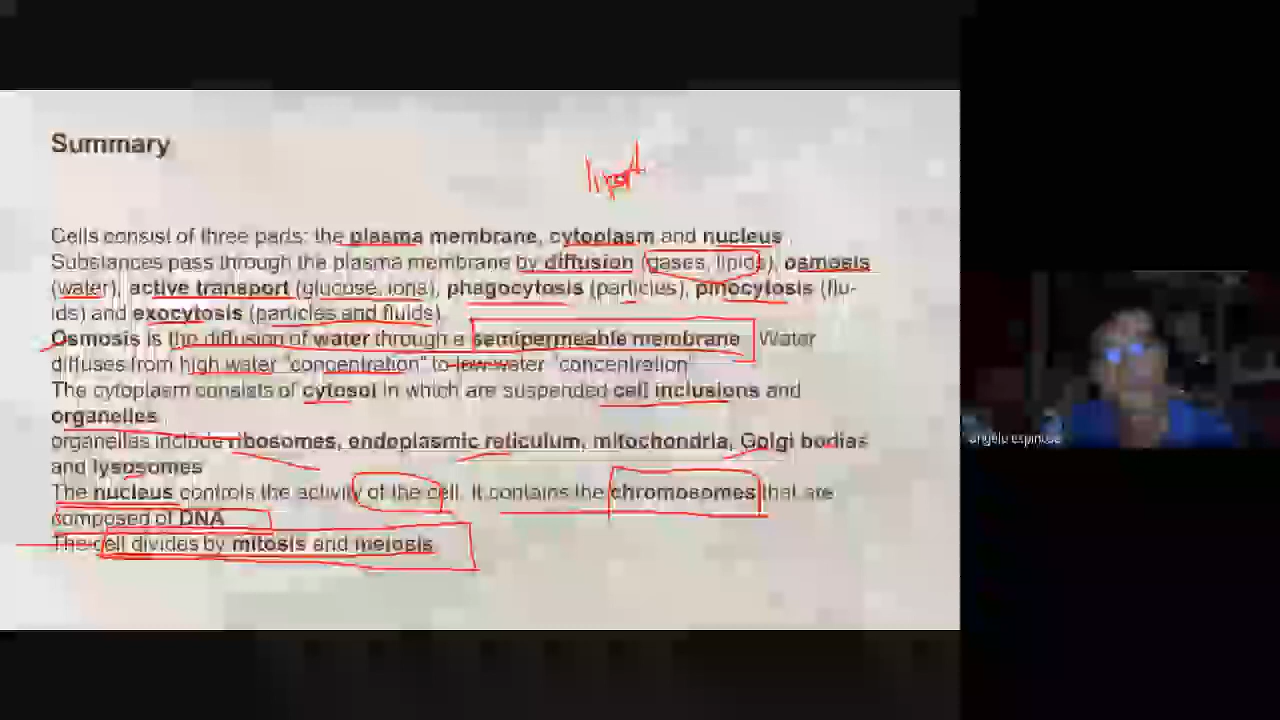 Summary
lipid
Cells consist of three parts: the plasma membrane, cytoplasm and nucleus.
Substances pass through the plasma membrane by diffusion (gases, lipids), osmosis
(water), active transport (glucose, ions), phagocytosis (particles), pinocytosis (flu-
ids) and exocytosis (particles and fluids).
Osmosis is the diffusion of water through a semipermeable membrane. Water
diffuses from high water "concentration" to low water "concentration"
The cytoplasm consists of cytosol in which are suspended cell inclusions and
organelles
organelles include ribosomes, endoplasmic reticulum, mitochondria, Golgi bodies
and lysosomes
The nucleus controls the activity of the cell. It contains the chromosomes that are
composed of DNA
The cell divides by mitosis and meiosis.
angelo espinosa